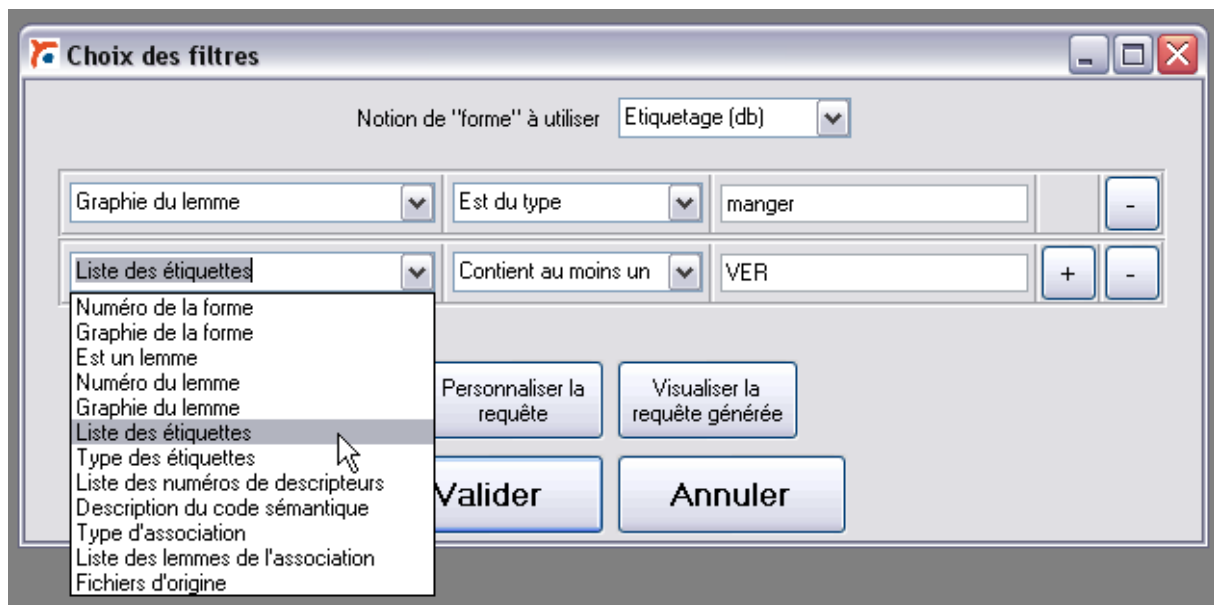 Choix des filtres
Notion de "forme" à utiliser Etiquetage (db)
Graphie du lemme Est du type manger -
Liste des étiquettes Contient au moins un VER + -
Numéro de la forme
Graphie de la forme
Est un lemme
Numéro du lemme
Graphie du lemme
Liste des étiquettes
Type des étiquettes
Liste des numéros de descripteurs
Description du code sémantique
Type d'association
Liste des lemmes de l'association
Fichiers d'origine
Personnaliser la
requête
Visualiser la
requête générée
Valider Annuler